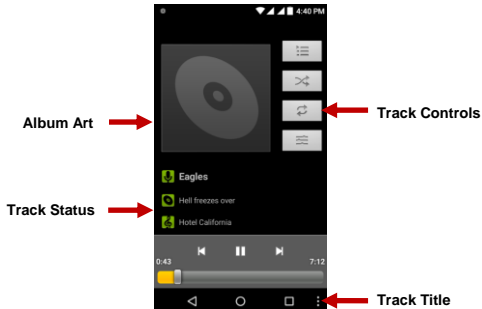 4:40 PM
Album Art
Track Controls
Eagles
Track Status
Hell freezes over
Hotel California
0:43
7:12
Track Title